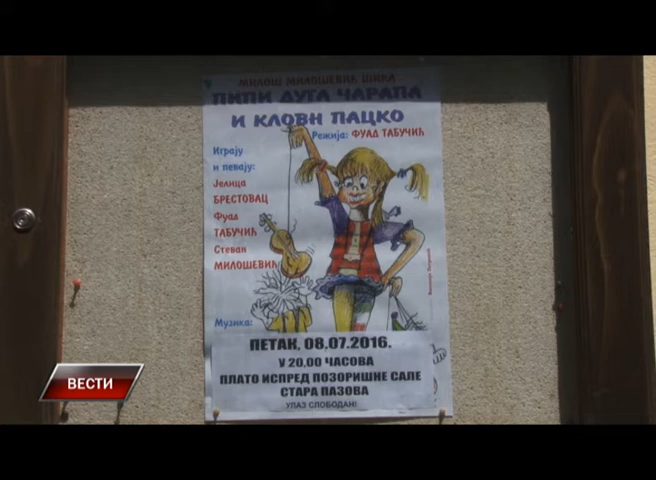 МИЛОШ МИЛОШЕВИЋ ШИЛА
ПИПИ ДУГА ЧАРАПА
И КЛОВН ПАЦКО
Режија: ФУАД ТАБУЧИЋ
Играју
и певају:
Јелица
БРЕСТОВАЦ
Фуад
ТАБУЧИЋ
Стеван
МИЛОШЕВИЋ
Музика:
ПЕТАК, 08.07.2016.
У 20,00 ЧАСОВА
ПЛАТО ИСПРЕД ПОЗОРИШНЕ САЛЕ
СТАРА ПАЗОВА
УЛАЗ СЛОБОДАН!
ВЕСТИ